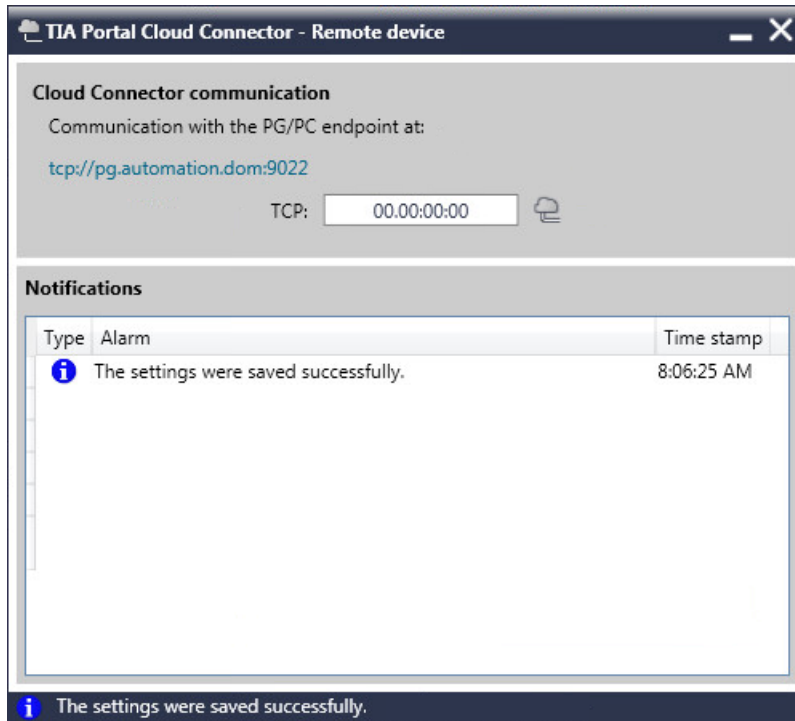 TIA Portal Cloud Connector - Remote device
Cloud Connector communication
Communication with the PG/PC endpoint at:
tcp://pg.automation.dom:9022
TCP: 00.00:00:00
Notifications
Type Alarm Time stamp
The settings were saved successfully. 8:06:25 AM
The settings were saved successfully.